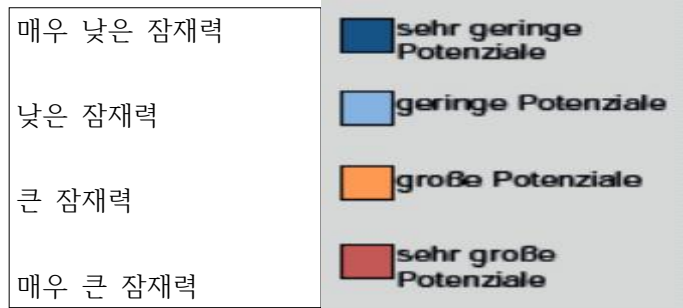 매우 낮은 잠재력
낮은 잠재력
큰 잠재력
매우 큰 잠재력
sehr geringe
Potenziale
geringe Potenziale
große Potenziale
sehr große
Potenziale